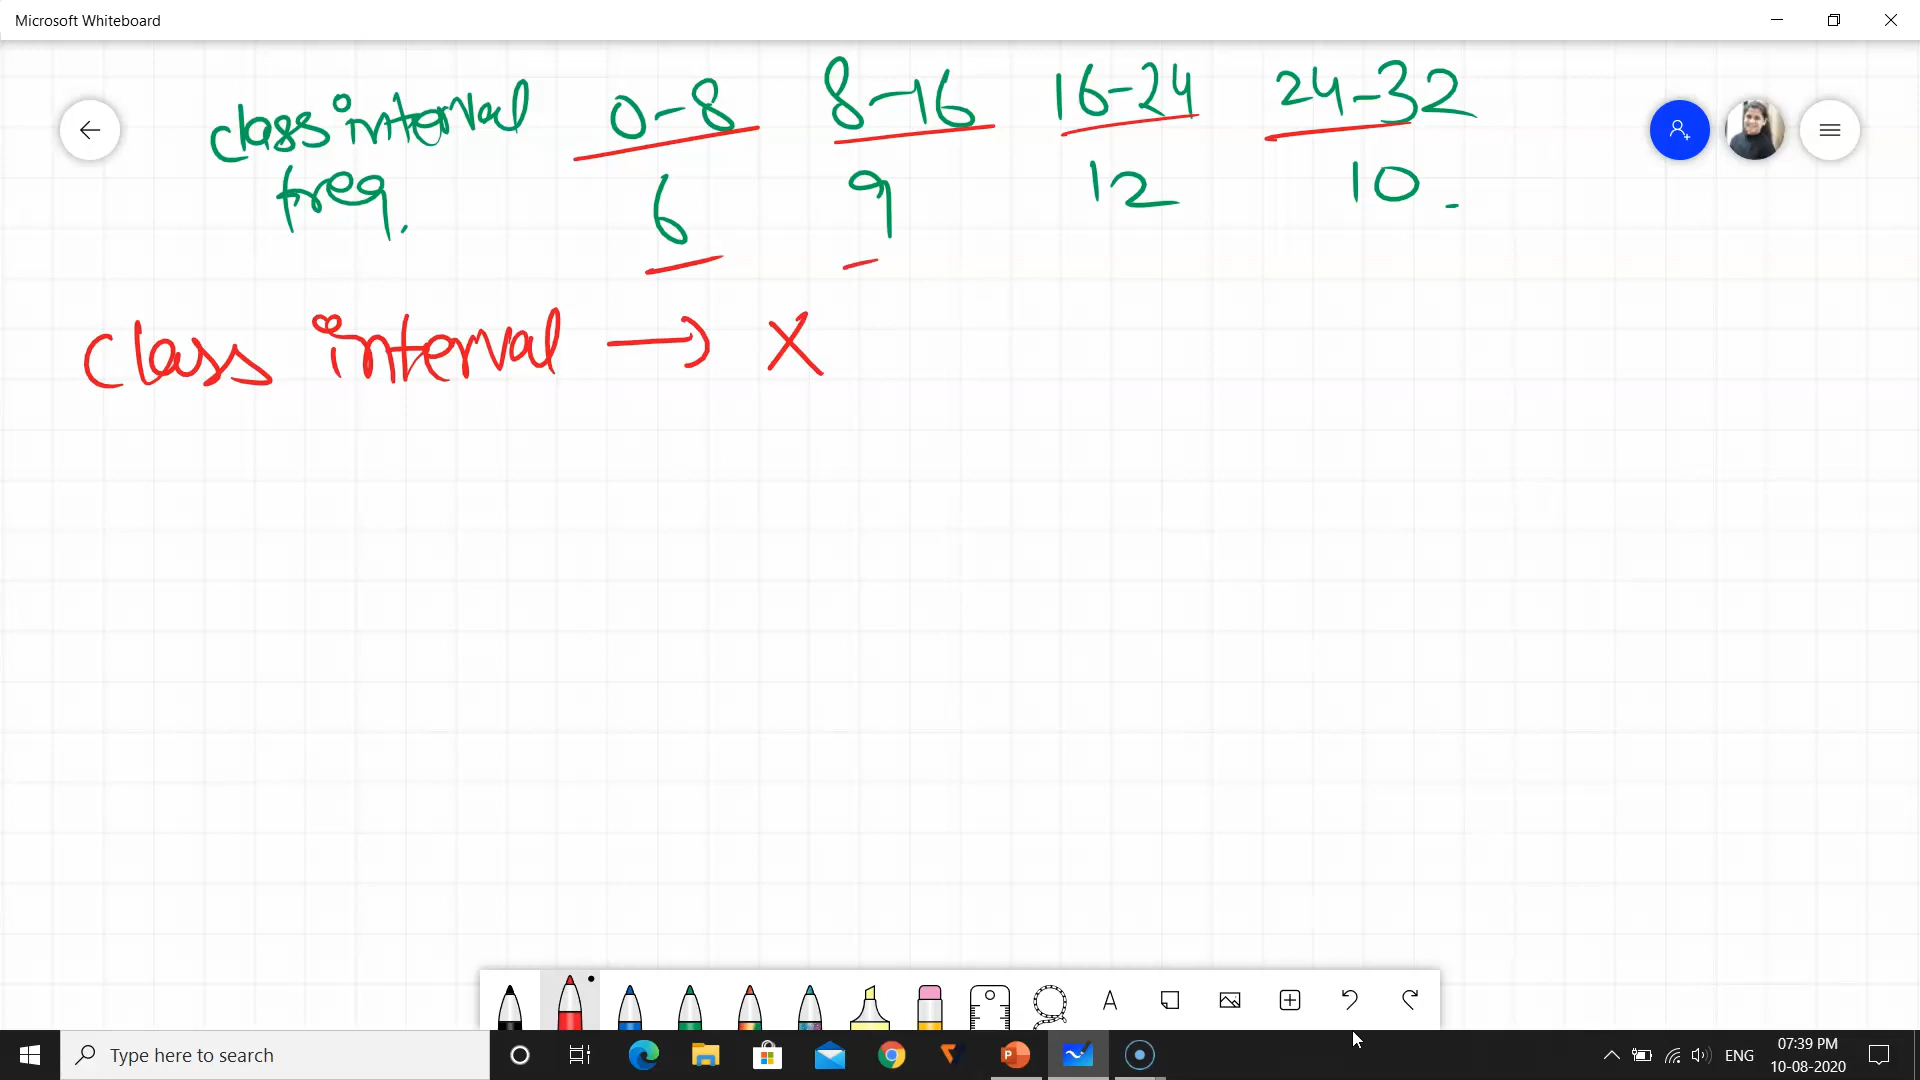 Microsoft Whiteboard
class interval 0-8 8-16 16-24 24-32
freq. 6 9 12 10
class interval → X
Type here to search
ENG
07:39 PM
10-08-2020